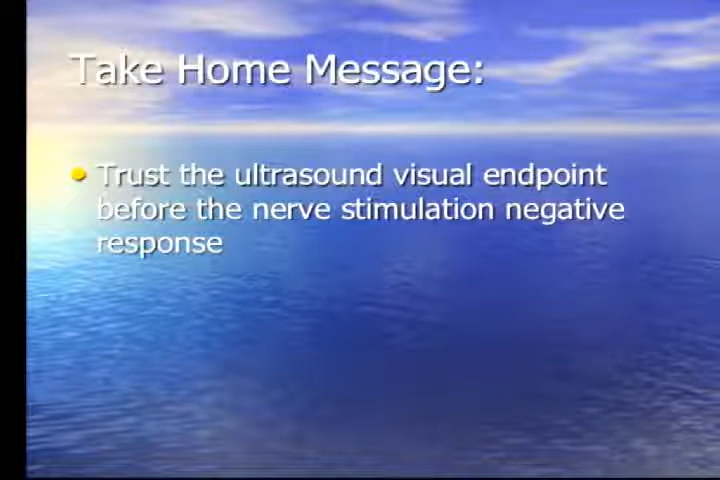 Take Home Message:
Trust the ultrasound visual endpoint
before the nerve stimulation negative
response